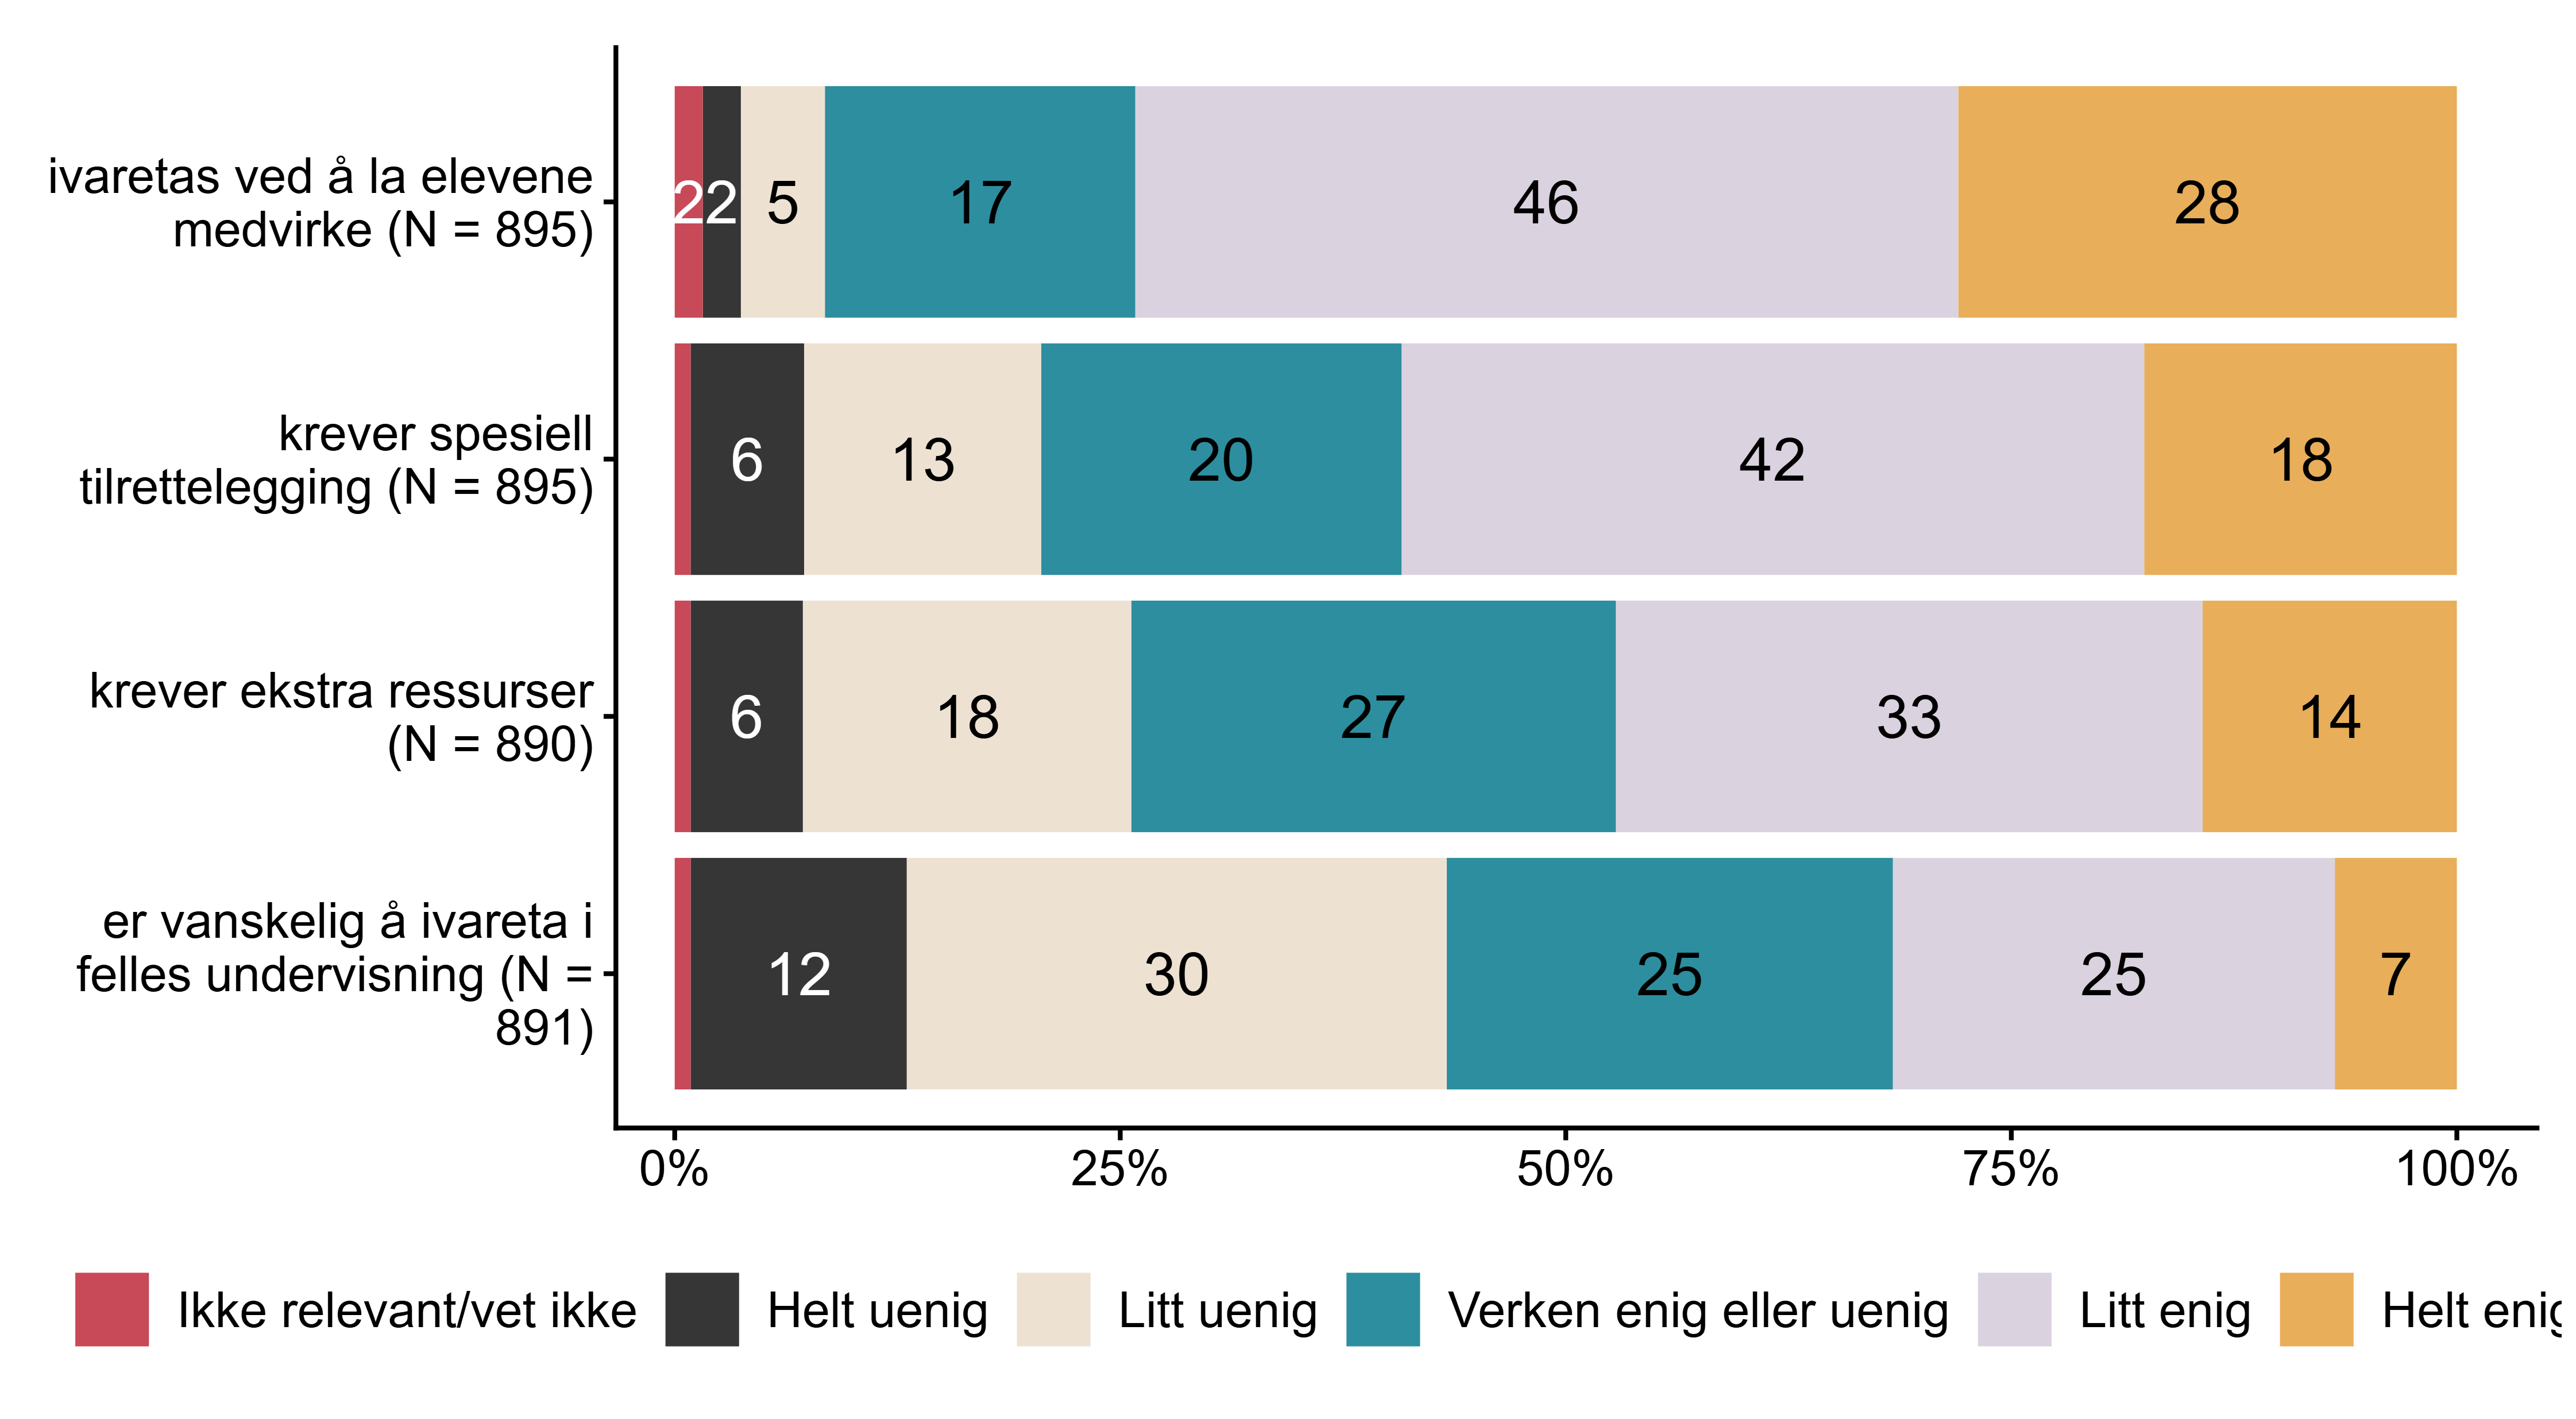 ivaretas ved å la elevene
medvirke (N = 895)
2 2 5 17 46 28
krever spesiell
tilrettelegging (N = 895)
6 13 20 42 18
krever ekstra ressurser
(N = 890)
6 18 27 33 14
er vanskelig å ivareta i
felles undervisning (N =
891)
12 30 25 25 7
0% 25% 50% 75% 100%
Ikke relevant/vet ikke Helt uenig Litt uenig Verken enig eller uenig Litt enig Helt enig